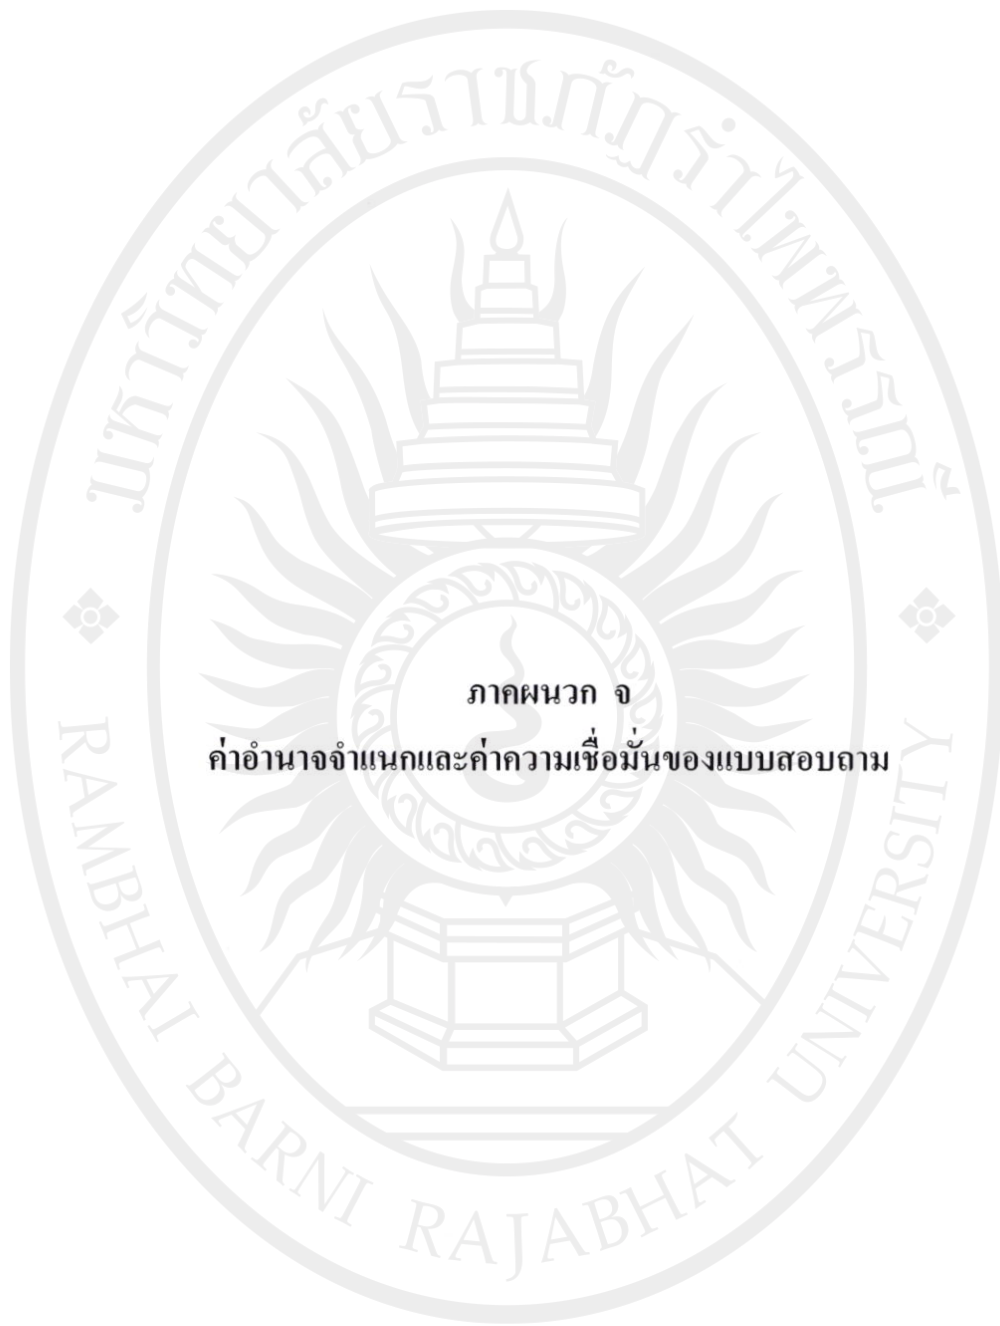 มหาวิทยาลัยราชภัฏรำไพพรรณี
ภาคผนวก จ
ค่าอำนาจจำแนกและค่าความเชื่อมั่นของแบบสอบถาม
RAMBHAI BARNI RAJABHAT UNIVERSITY